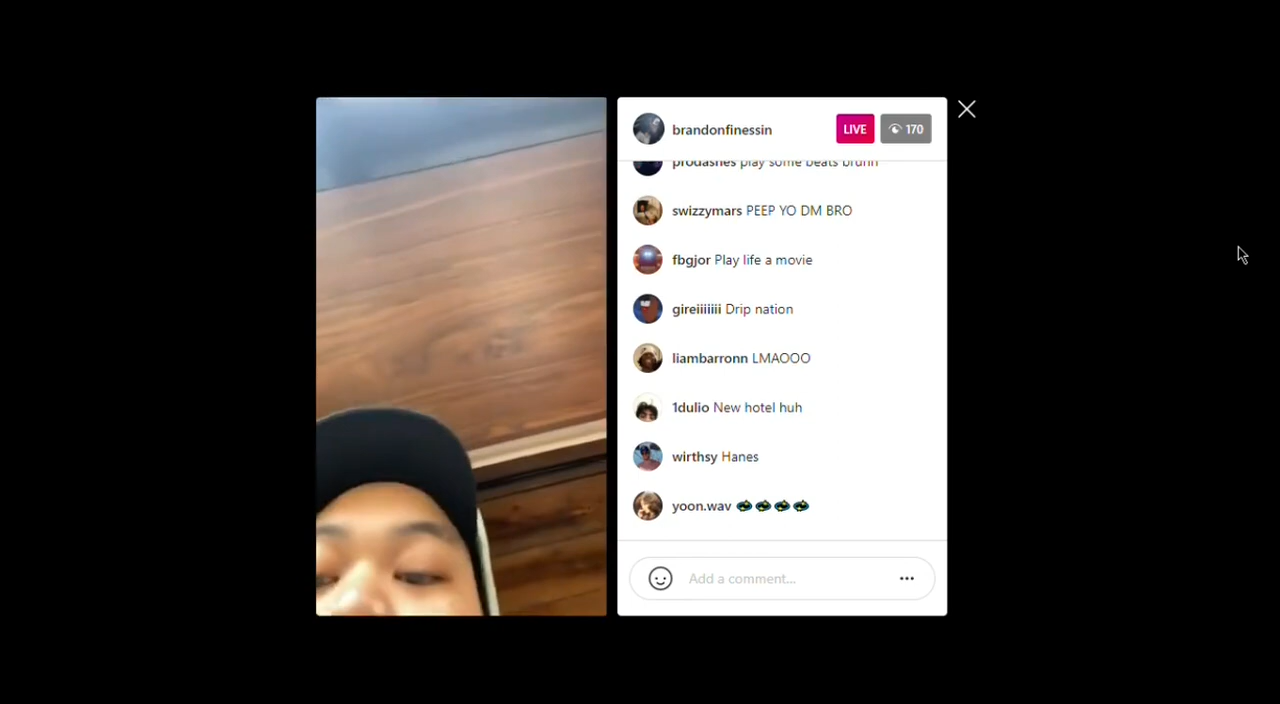 brandonfinessin
LIVE
170
prodashes play some beats bruhh
swizzymars PEEP YO DM BRO
fbgjor Play life a movie
gireiiiiiii Drip nation
liambarronn LMAOOO
1dulio New hotel huh
wirthsy Hanes
yoon.wav
Add a comment...